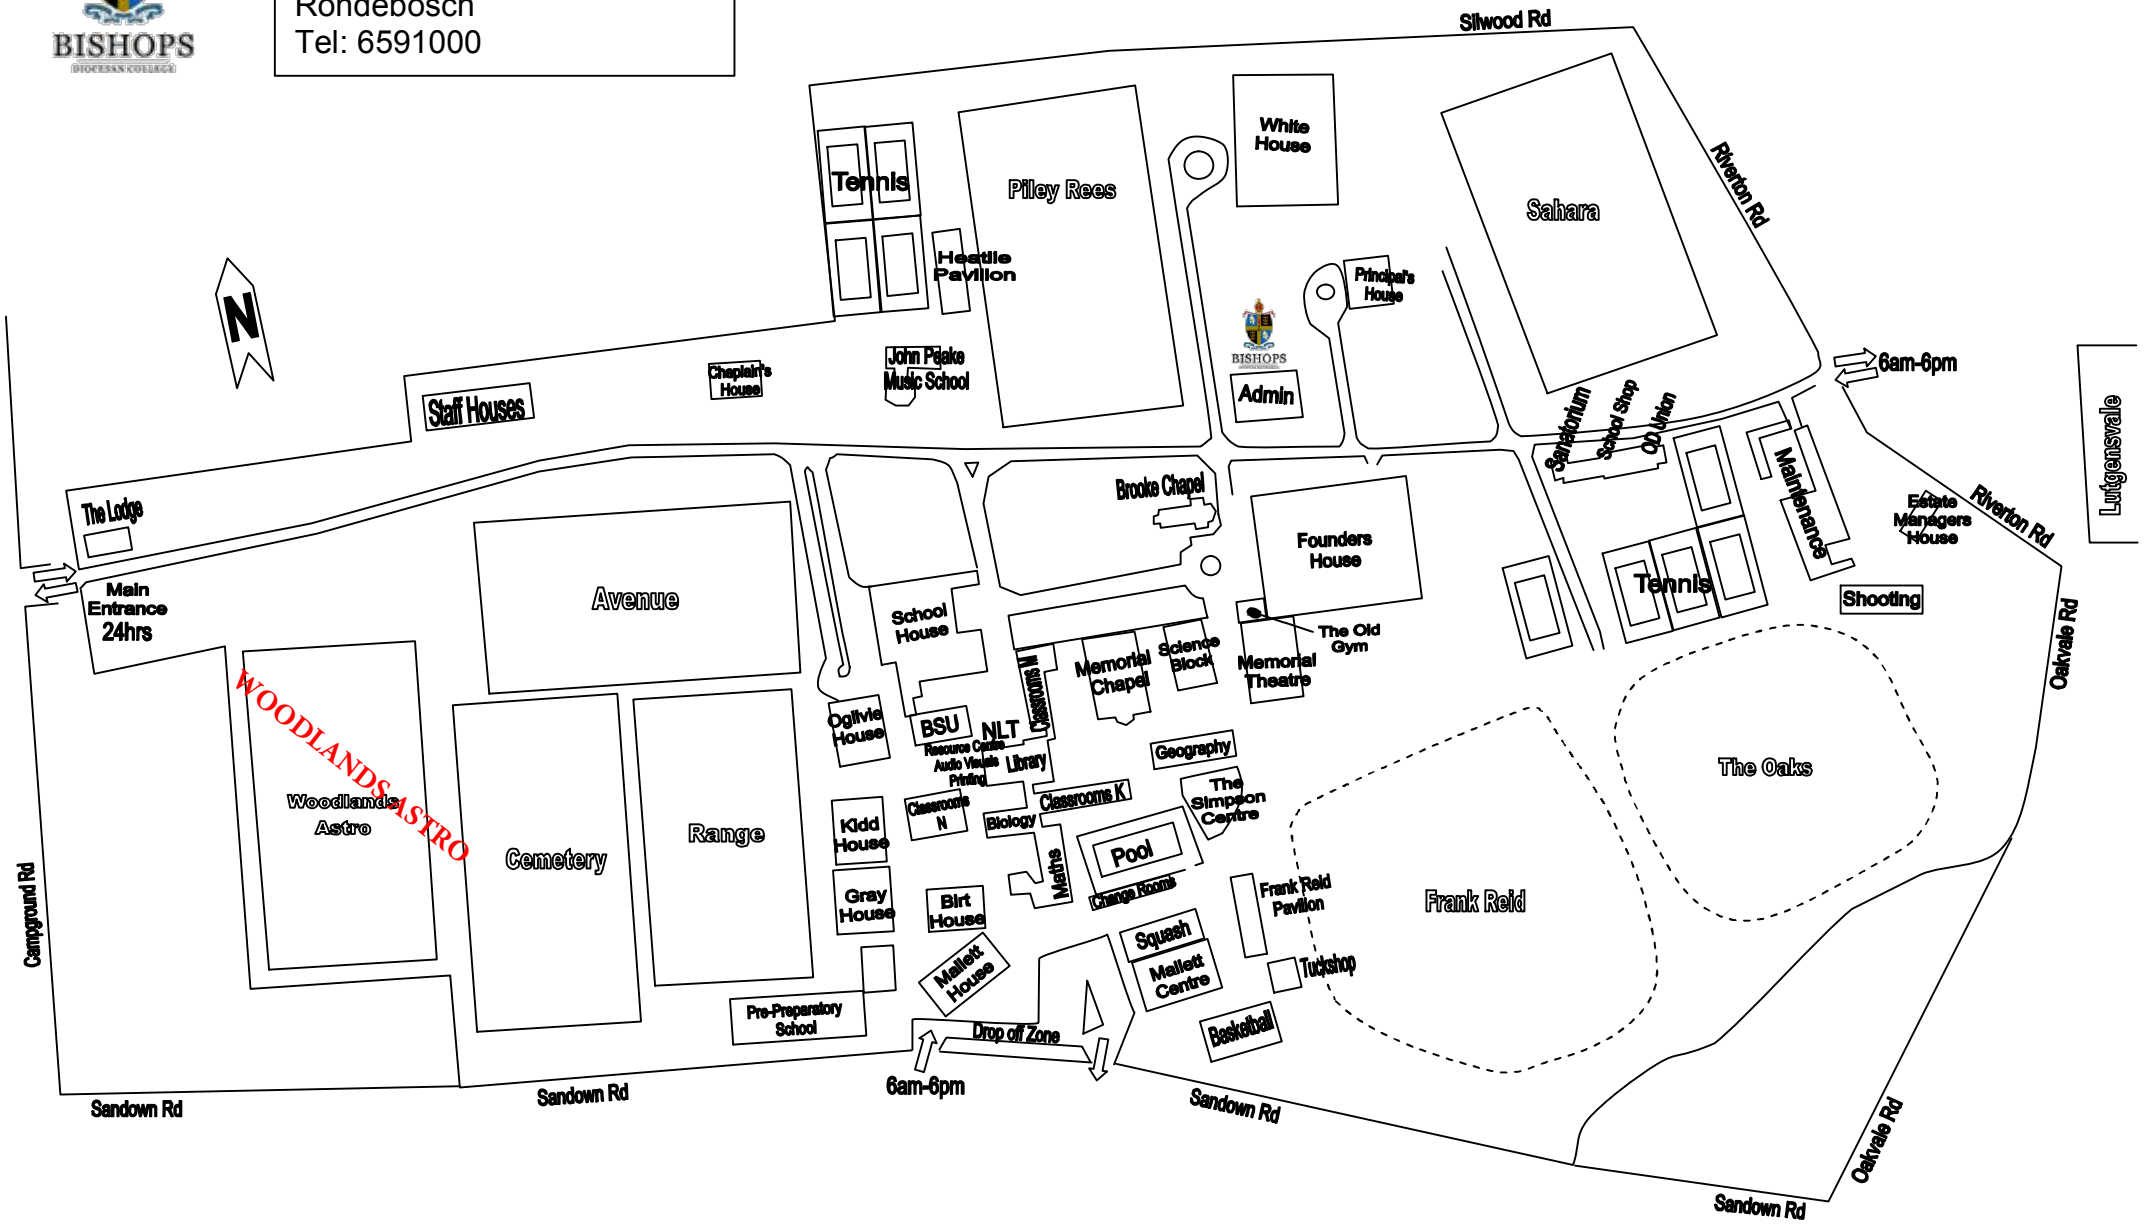 Rondebosch
Tel: 6591000
BISHOPS
DIOCESAN COLLEGE
Silwood Rd
White
House
Piley Rees
Tennis
Sahara
Riverton Rd
Heatlie
Pavilion
Principal's
House
N
BISHOPS
John Peake
Music School
Chaplain's
House
Staff Houses
Admin
6am-6pm
Sanatorium
School Shop
OD Union
Lutgensvale
Maintenance
Estate
Managers
House
Riverton Rd
The Lodge
Brooke Chapel
Founders
House
Main
Entrance
24hrs
Avenue
School
House
Tennis
Shooting
Oakvale Rd
The Old
Gym
Science
Block
Memorial
Chapel
Memorial
Theatre
Classrooms N
WOODLANDS ASTRO
Woodlands
Astro
Ogilvie
House
BSU
NLT
Resource Centre
Audio Visuals
Printing
Library
Geography
The
Simpson
Centre
The Oaks
Classrooms K
Classrooms
N
Biology
Kidd
House
Range
Cemetery
Pool
Maths
Change Rooms
Gray
House
Birt
House
Frank Reid
Pavilion
Frank Reid
Campground Rd
Squash
Mallett
Centre
Mallett
House
Tuckshop
Pre-Preparatory
School
Drop off Zone
Basketball
6am-6pm
Sandown Rd
Sandown Rd
Sandown Rd
Oakvale Rd
Sandown Rd